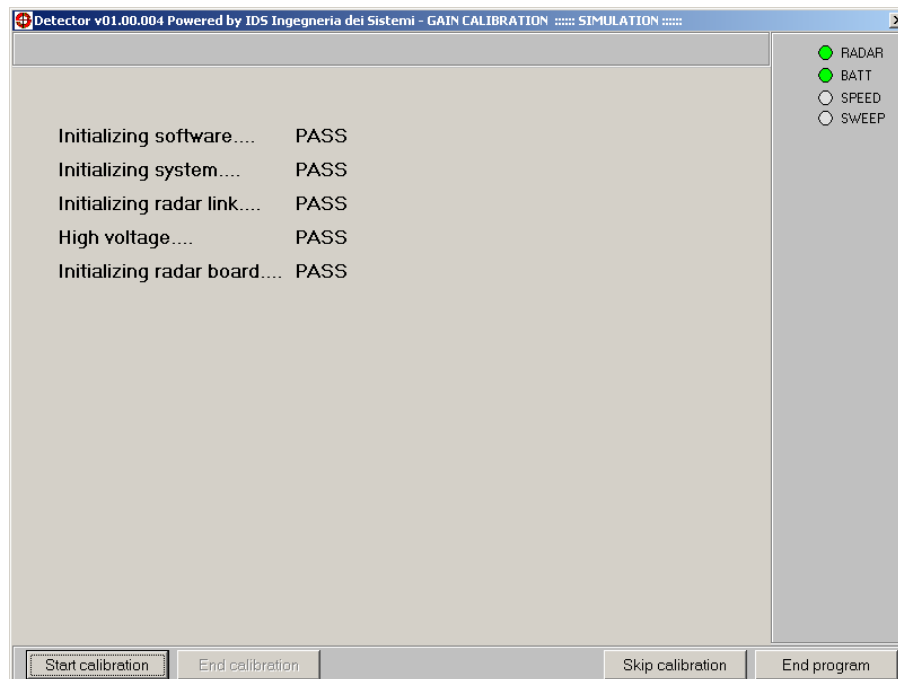 Detector v01.00.004 Powered by IDS Ingegneria dei Sistemi - GAIN CALIBRATION :::::: SIMULATION ::::::
RADAR
BATT
SPEED
SWEEP
Initializing software.... PASS
Initializing system.... PASS
Initializing radar link.... PASS
High voltage.... PASS
Initializing radar board.... PASS
Start calibration End calibration Skip calibration End program